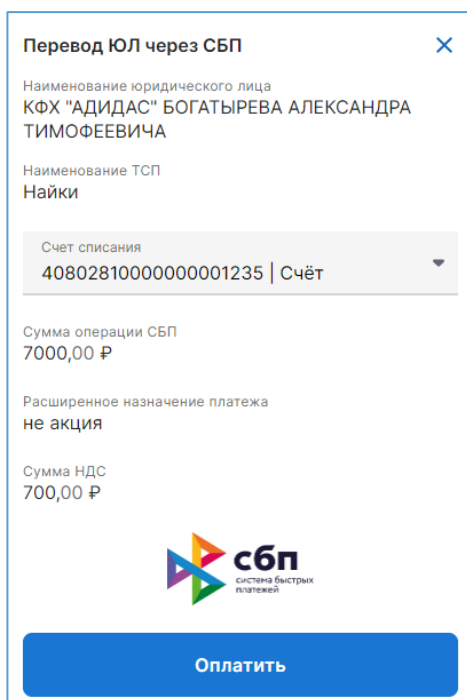 Перевод ЮЛ через СБП
Наименование юридического лица
КФХ "АДИДАС" БОГАТЫРЕВА АЛЕКСАНДРА
ТИМОФЕЕВИЧА
Наименование ТСП
Найки
Счет списания
40802810000000001235 | Счёт
Сумма операции СБП
7000,00 ₽
Расширенное назначение платежа
не акция
Сумма НДС
700,00 ₽
сбп
система быстрых
платежей
Оплатить